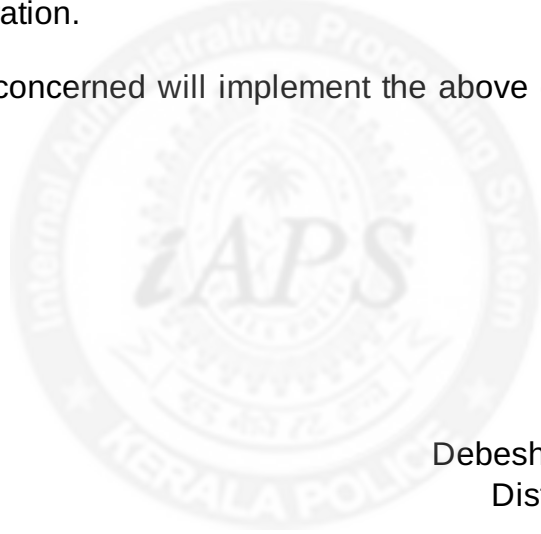 ation.
concerned will implement the above
Internal Administrative Processing System
iAPS
KERALA POLICE
Debesh
Dis